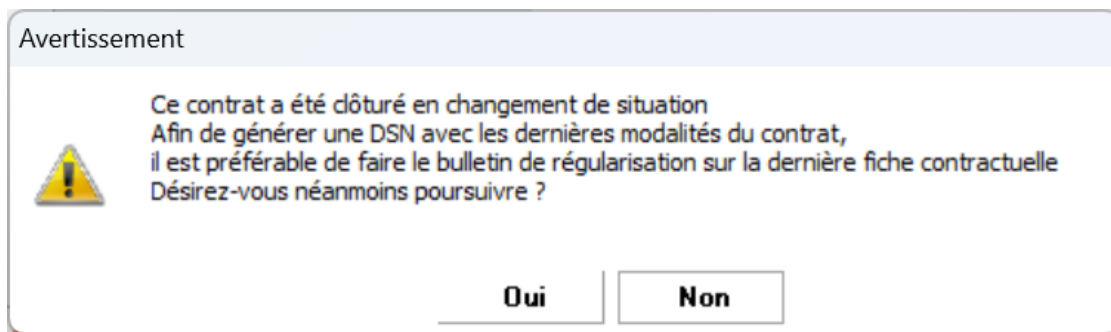 Avertissement
Ce contrat a été clôturé en changement de situation
Afin de générer une DSN avec les dernières modalités du contrat,
il est préférable de faire le bulletin de régularisation sur la dernière fiche contractuelle
Désirez-vous néanmoins poursuivre ?
Oui Non